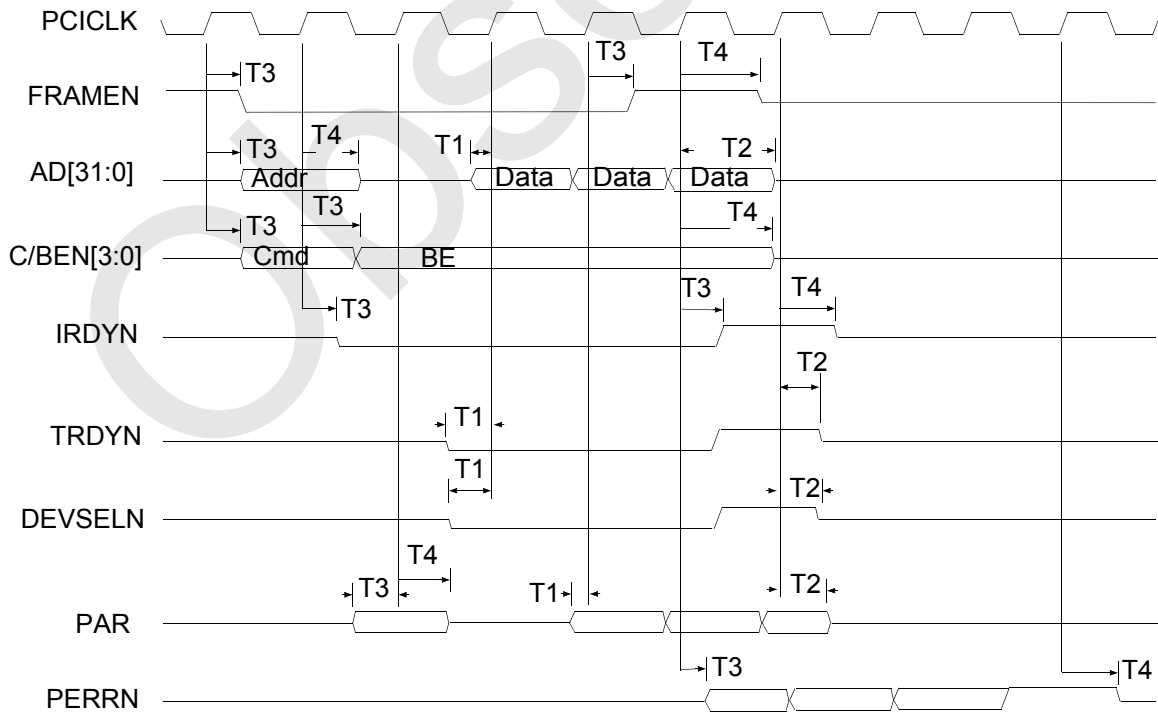 PCICLK
T3 T4
T3
FRAMEN
T3 T4 T1 T2
AD[31:0] Addr Data Data Data
T3 T3 T4
C/BEN[3:0] Cmd BE
T3 T3 T4
IRDYN
T2
T1
TRDYN
T1 T2
DEVSELN
T4
T3 T1 T2
PAR
T3 T4
PERRN